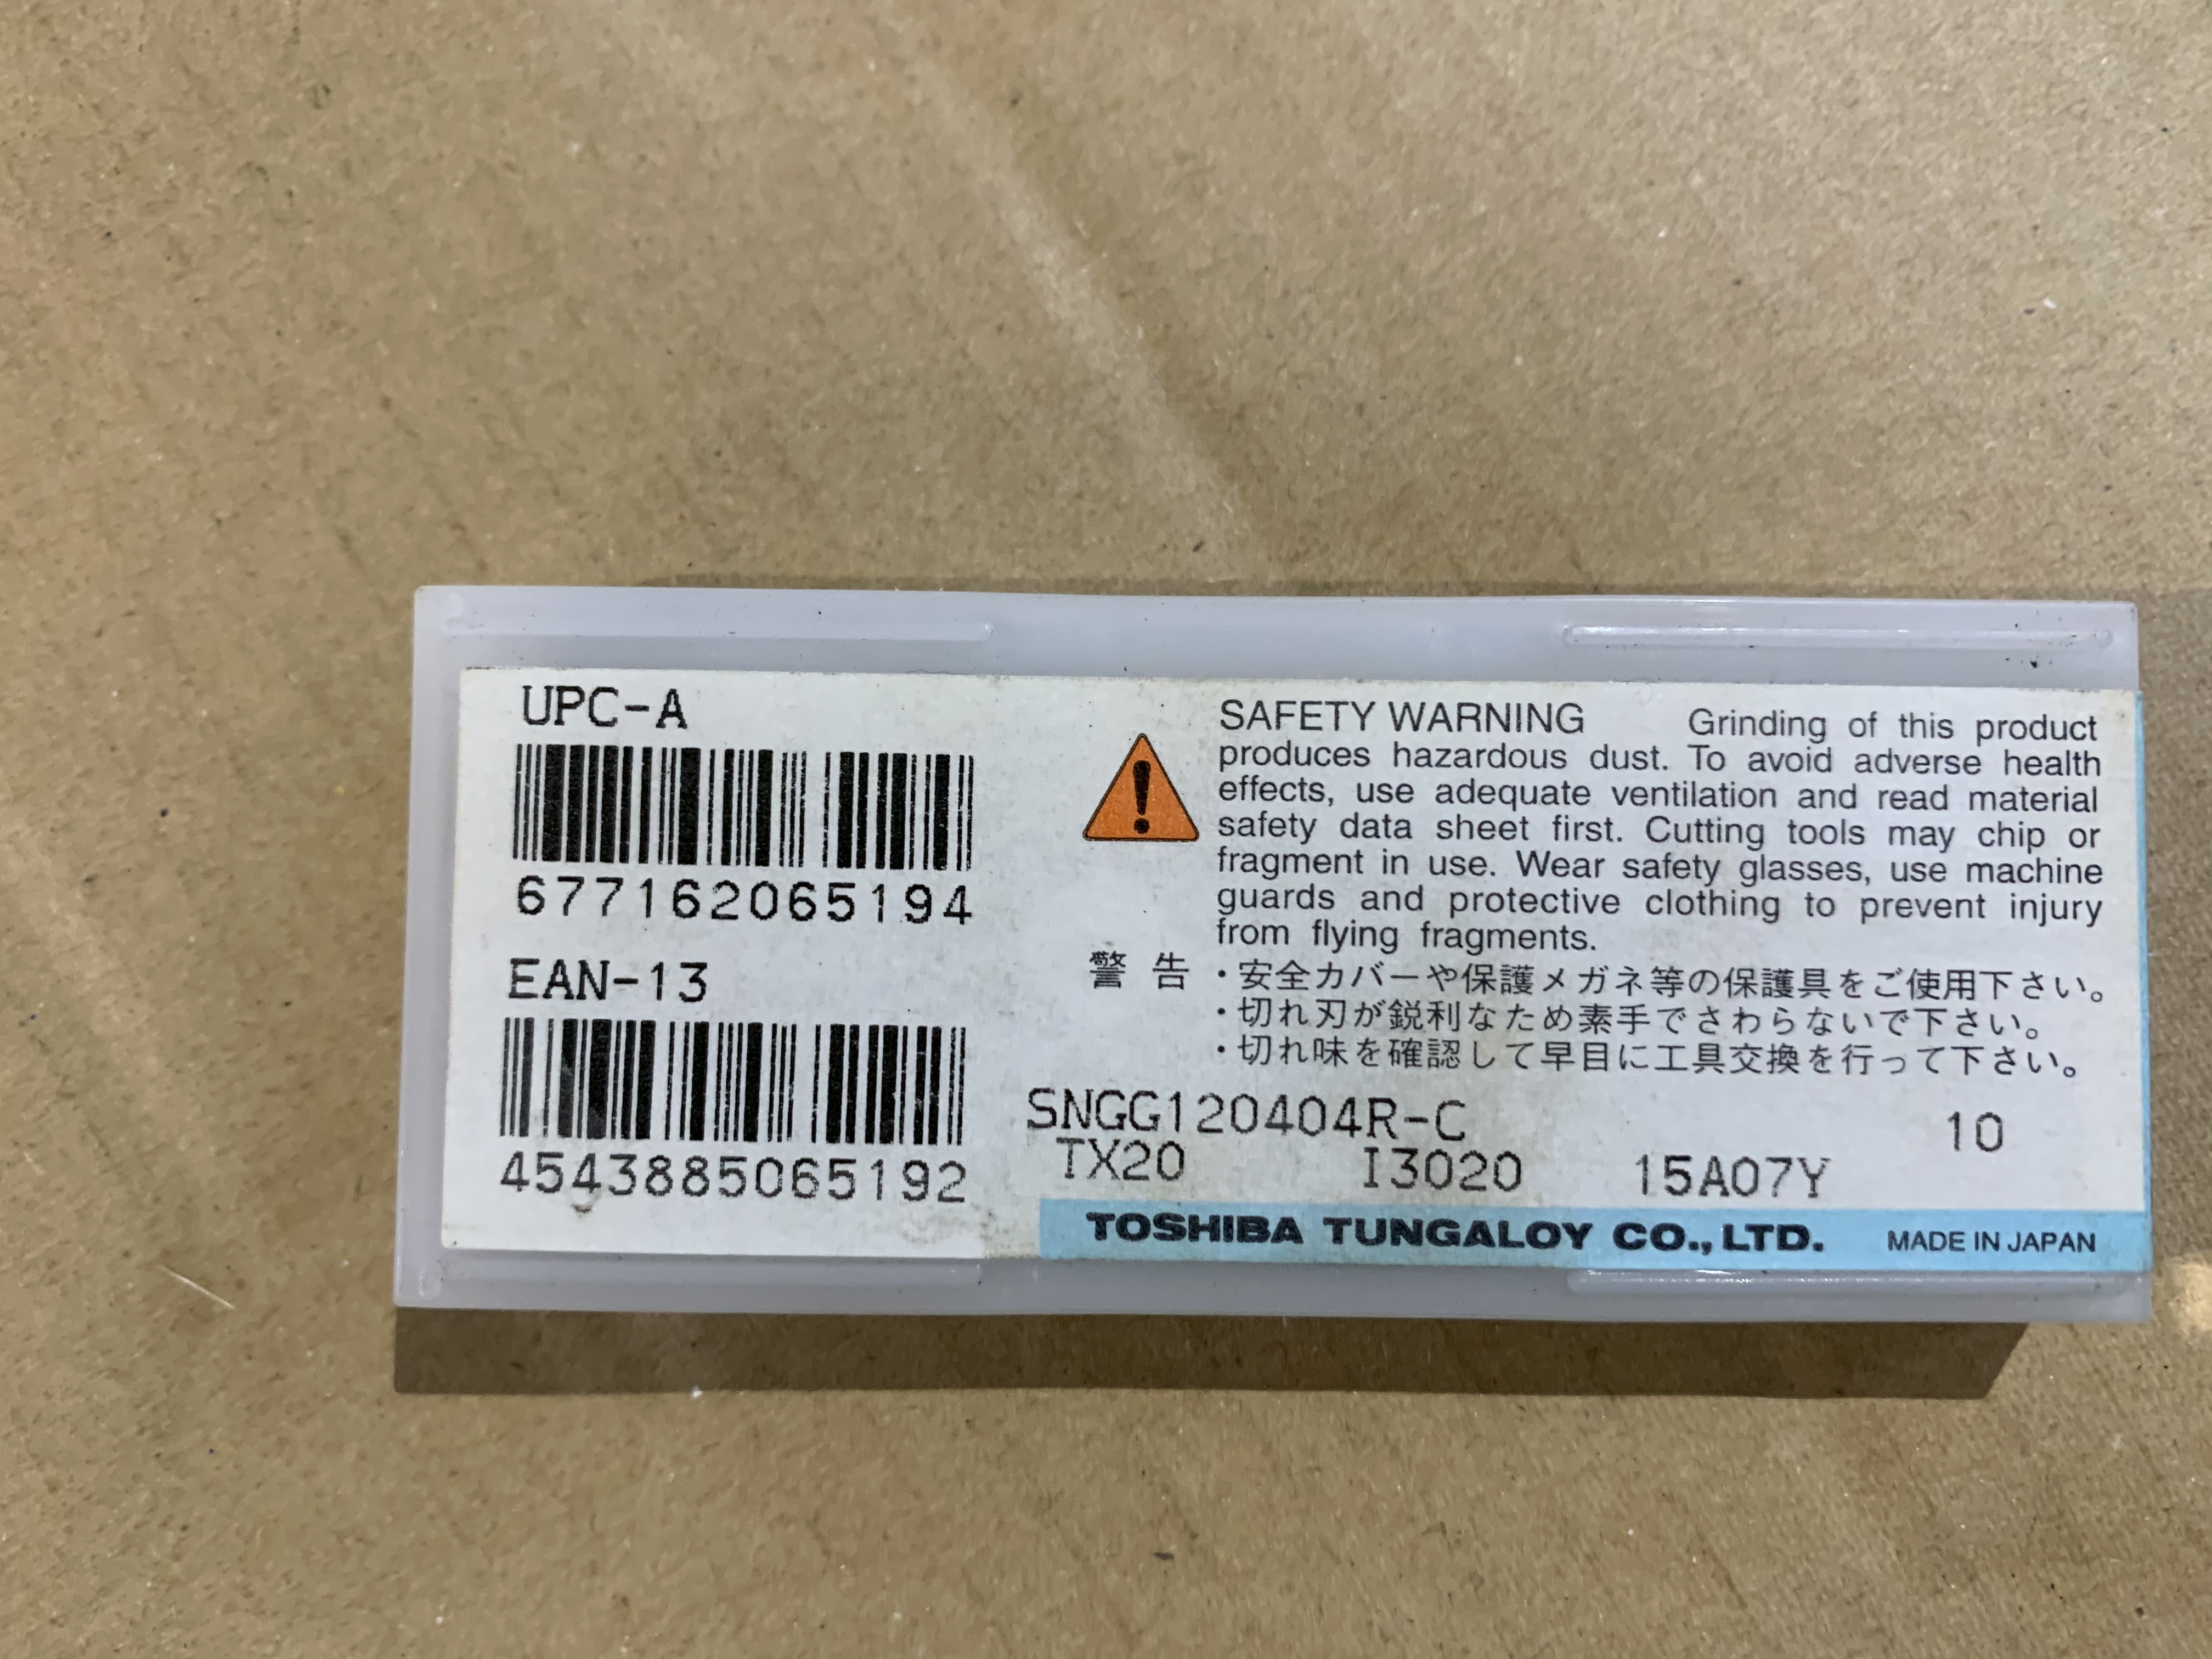 UPC-A
677162065194
EAN-13
4543885065192
SAFETY WARNING Grinding of this product
produces hazardous dust. To avoid adverse health
effects, use adequate ventilation and read material
safety data sheet first. Cutting tools may chip or
fragment in use. Wear safety glasses, use machine
guards and protective clothing to prevent injury
from flying fragments.
警 告 ・安全カバーや保護メガネ等の保護具をご使用下さい。
・切れ刃が鋭利なため素手でさわらないで下さい。
・切れ味を確認して早目に工具交換を行って下さい。
SNGG120404R-C 10
TX20 I3020 15A07Y
TOSHIBA TUNGALOY CO., LTD. MADE IN JAPAN